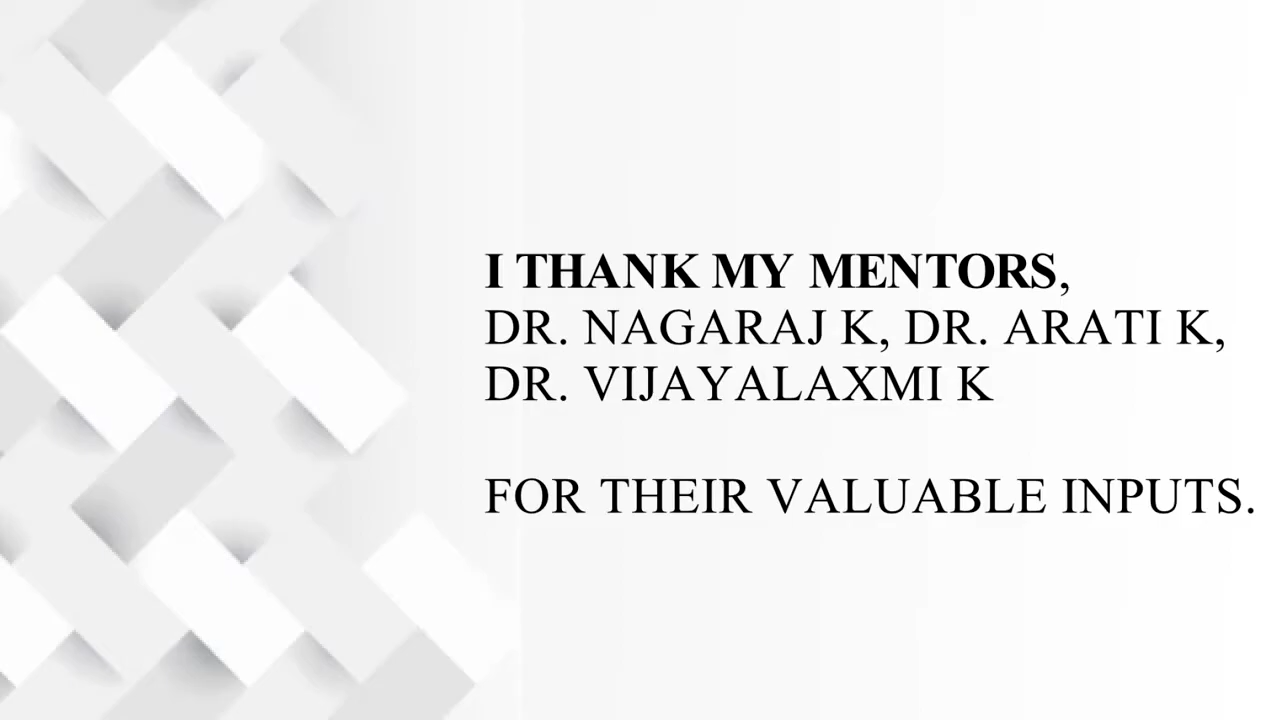 I THANK MY MENTORS,
DR. NAGARAJ K, DR. ARATI K,
DR. VIJAYALAXMI K
FOR THEIR VALUABLE INPUTS.